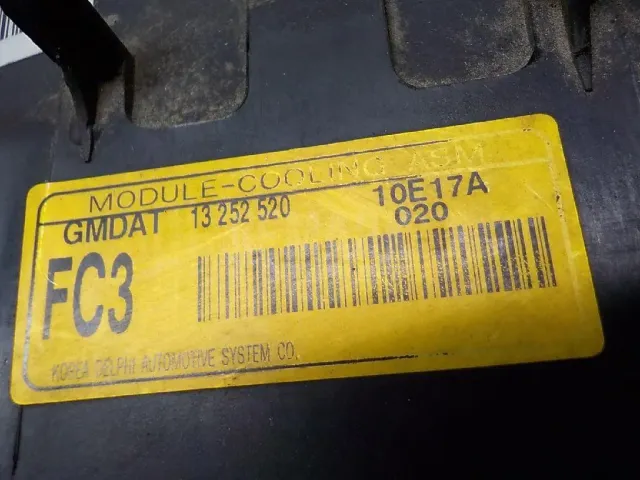 MODULE-COOLING ASM
GMDAT 13 252 520 10E17A
020
FC3
KOREA DELPHI AUTOMOTIVE SYSTEM CO.